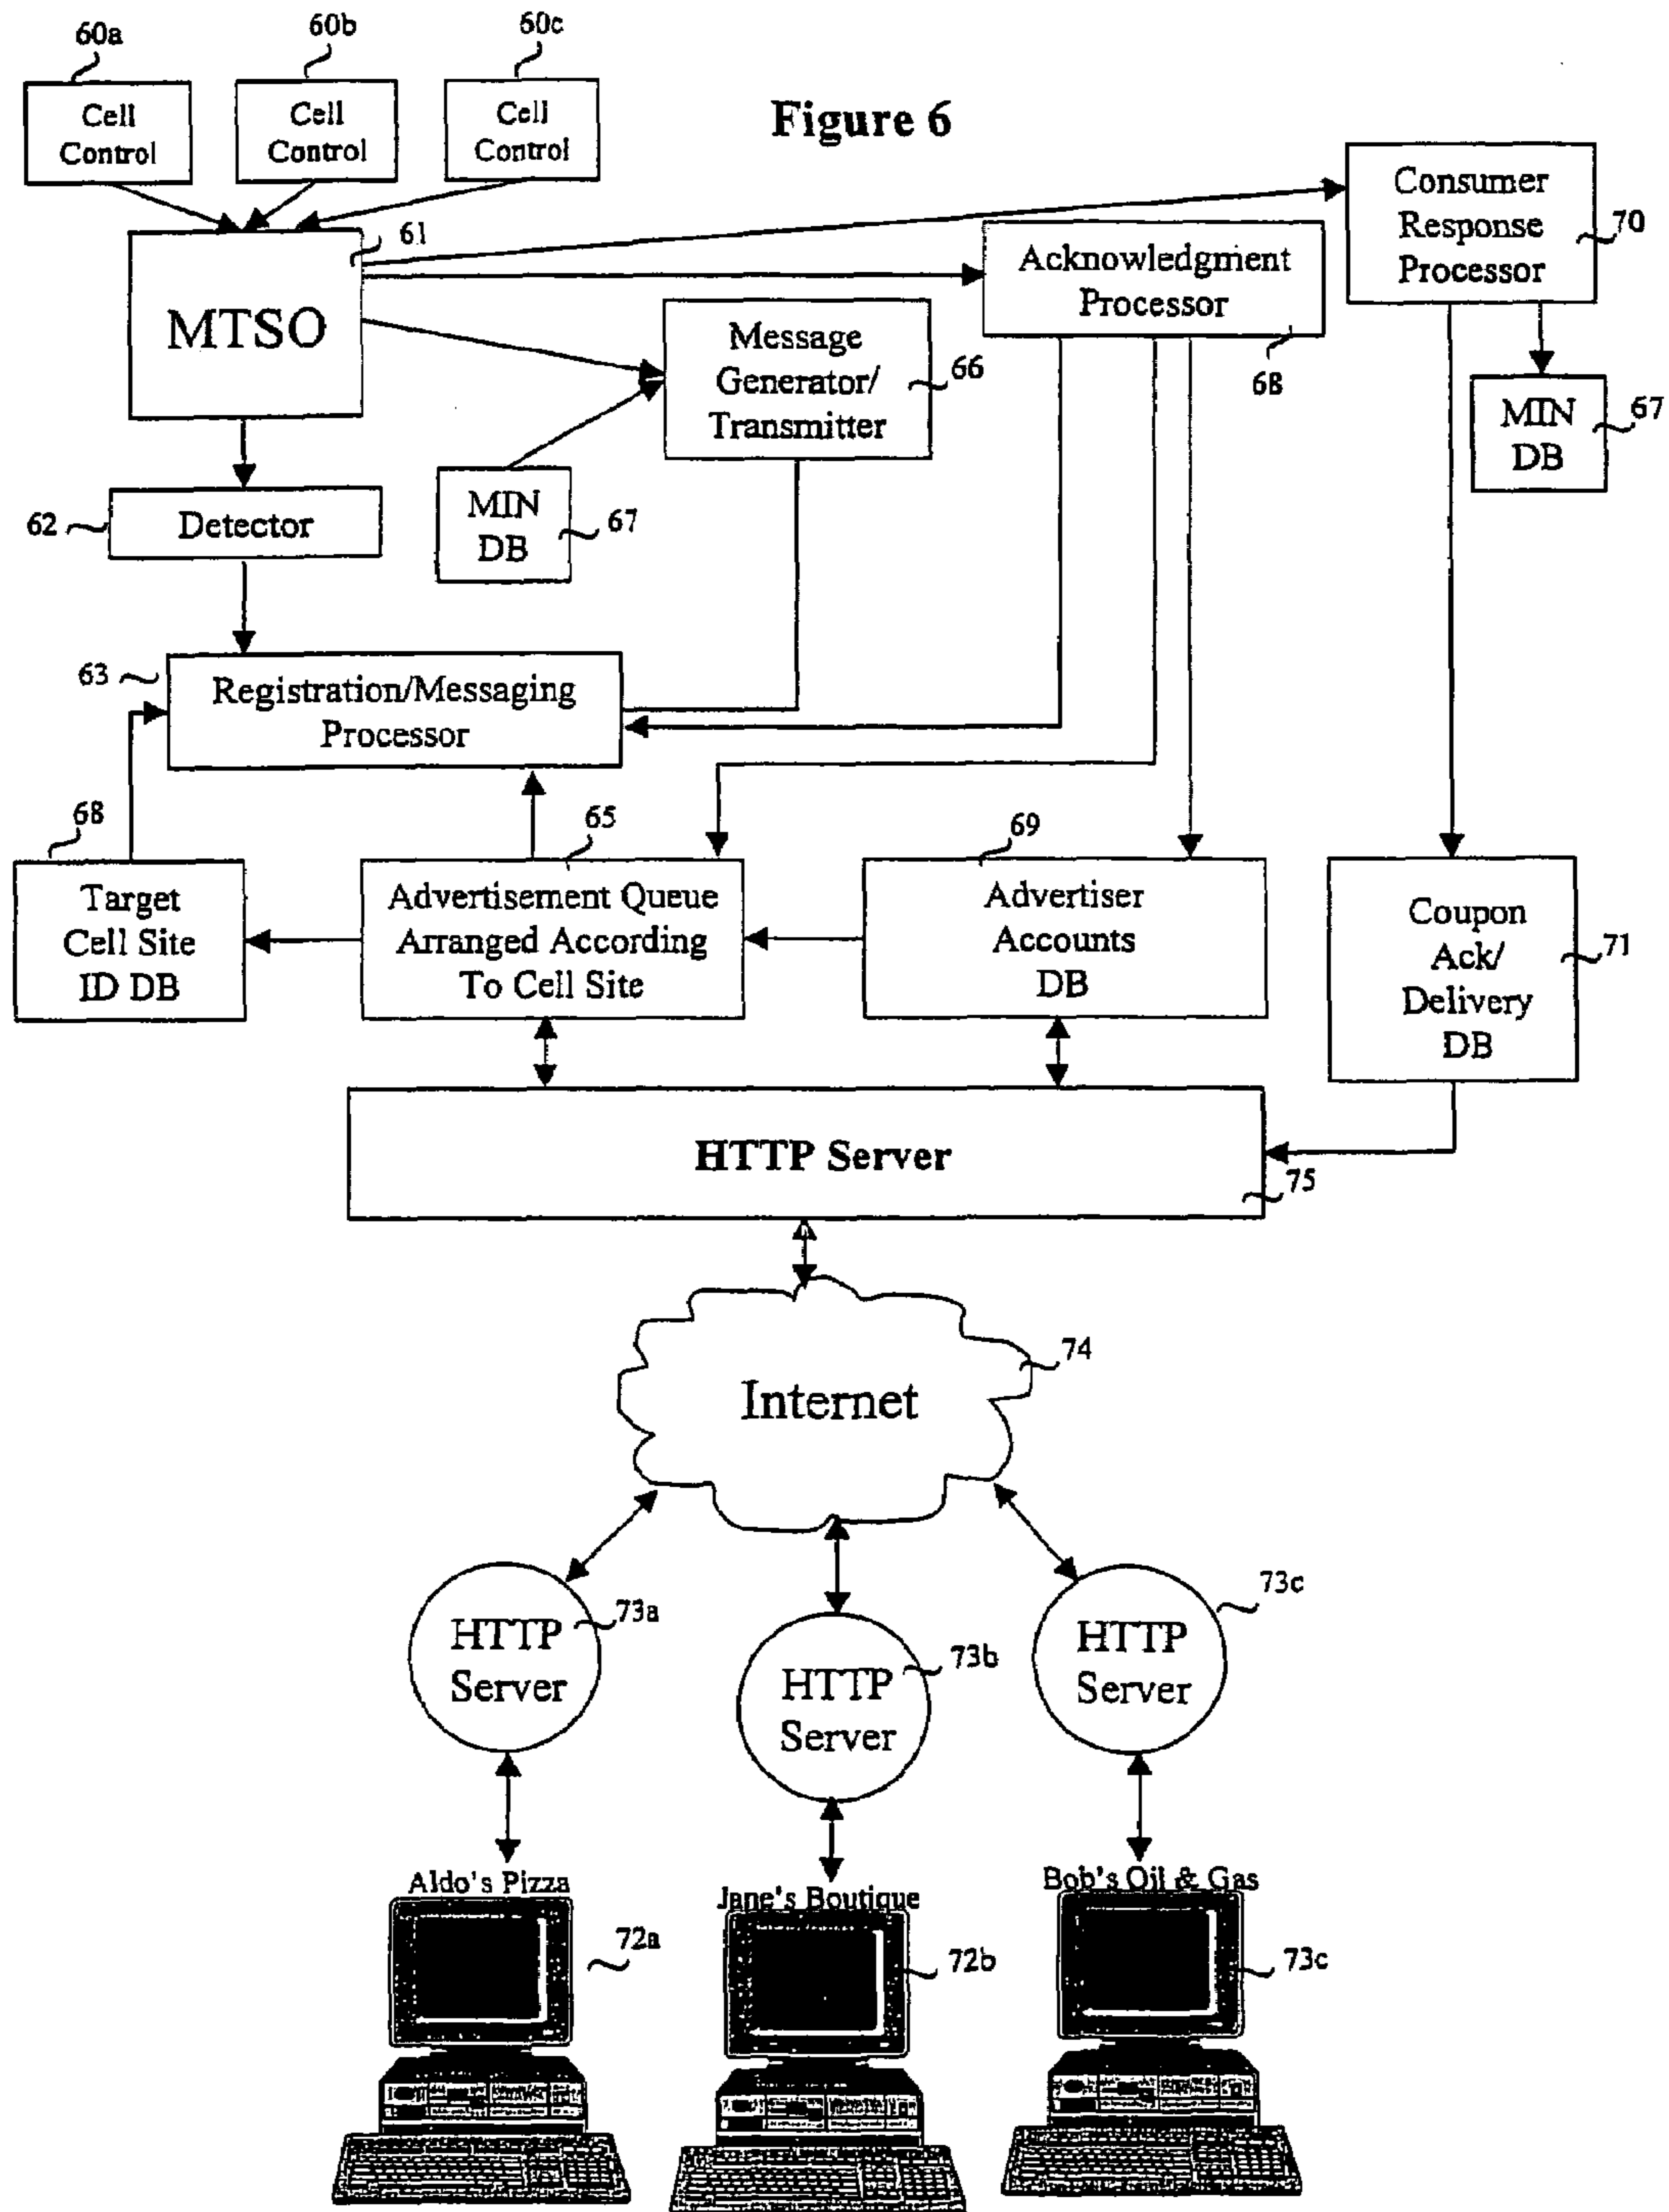 60a
60b
60c
Cell
Control
Cell
Control
Cell
Control
Figure 6
Consumer
Response
Processor
70
61
MTSO
Acknowledgment
Processor
68
Message
Generator/
Transmitter
66
MIN
DB
67
62
Detector
MIN
DB
67
63
Registration/Messaging
Processor
68
65
69
Target
Cell Site
ID DB
Advertisement Queue
Arranged According
To Cell Site
Advertiser
Accounts
DB
Coupon
Ack/
Delivery
DB
71
HTTP Server
75
74
Internet
HTTP
Server
73a
HTTP
Server
73b
HTTP
Server
73c
Aldo's Pizza
Jane's Boutique
Bob's Oil & Gas
72a
72b
73c